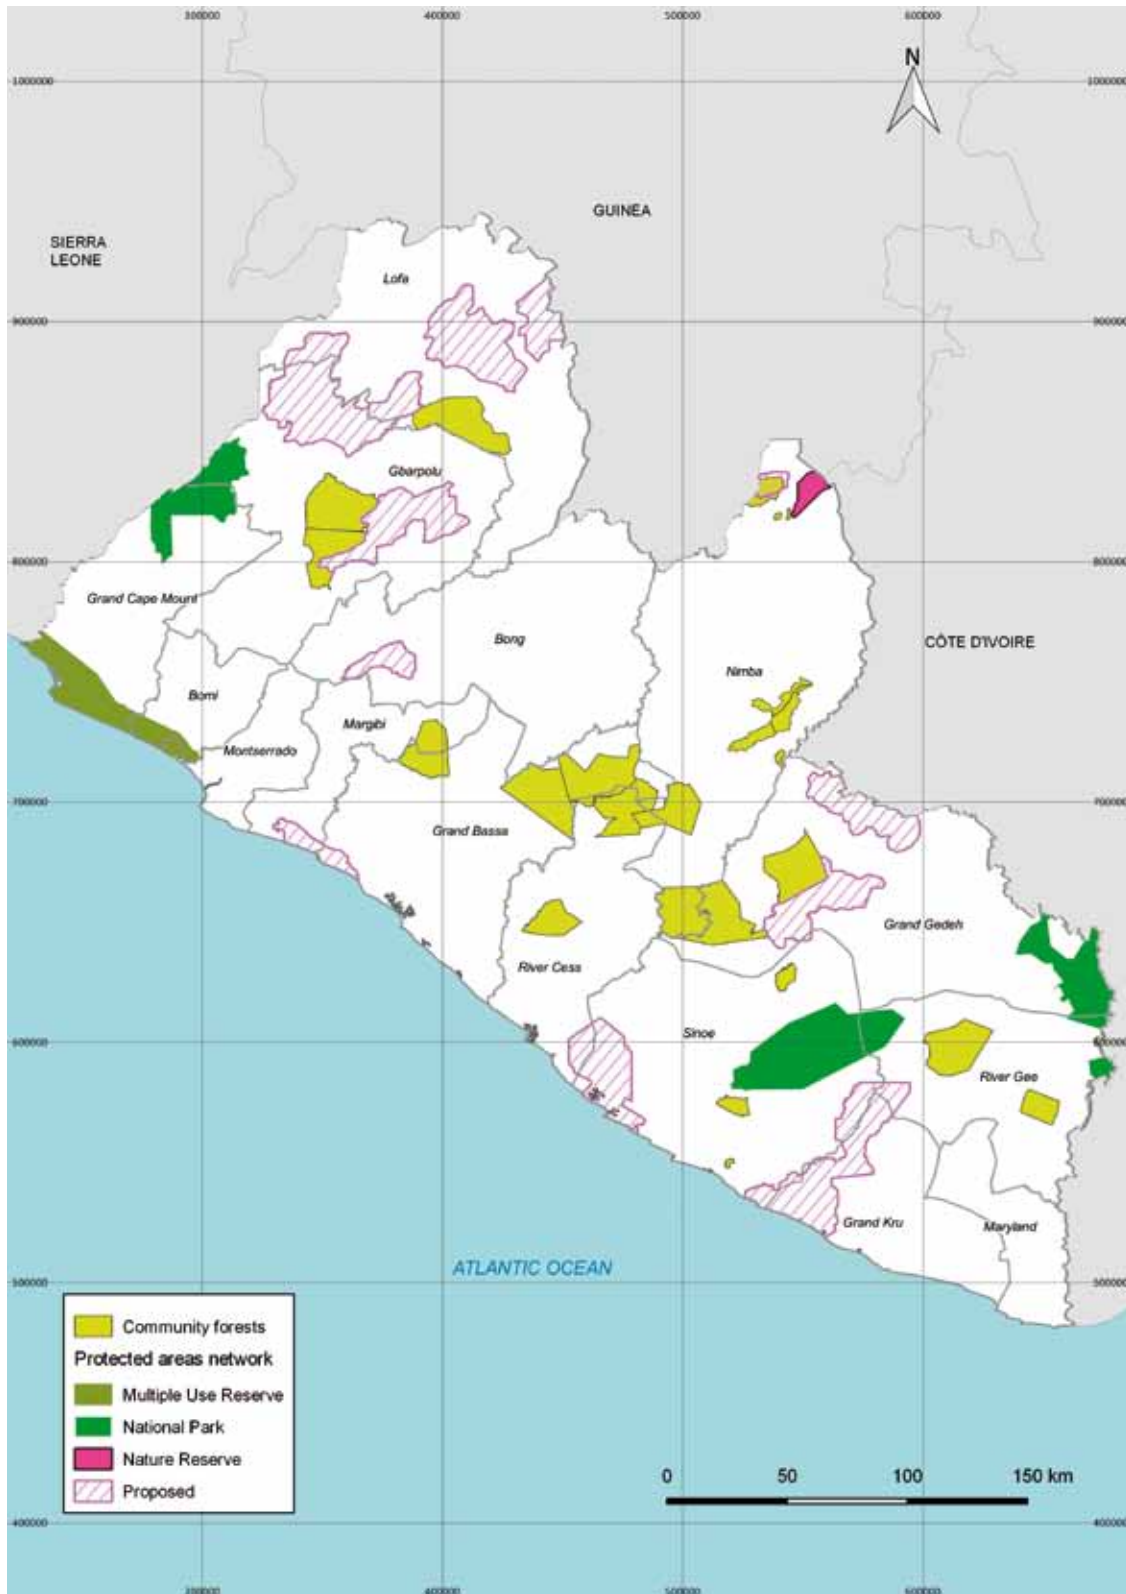 300000 400000 500000 600000
N
1000000 1000000
GUINEA
SIERRA
LEONE
Lofa
900000 900000
Gbarpolu
800000 800000
Grand Cape Mount
Bong
CÔTE D'IVOIRE
Nimba
Bomi
Margibi
Montserrado
700000 700000
Grand Bassa
Grand Gedeh
River Cess
Sinoe
600000 600000
River Gee
Grand Kru
Maryland
ATLANTIC OCEAN
500000 500000
Community forests
Protected areas network
Multiple Use Reserve
National Park
Nature Reserve
Proposed
0 50 100 150 km
400000 400000
300000 400000 500000 600000